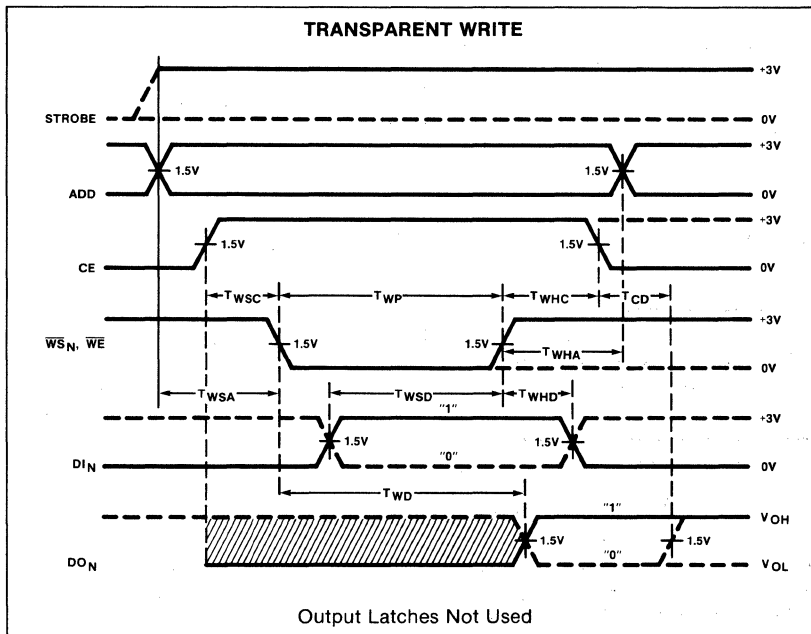 TRANSPARENT WRITE
+3V
STROBE
0V
+3V
1.5V
1.5V
ADD
0V
+3V
1.5V
1.5V
CE
0V
TWSC
TWP
TWHC
TCD
+3V
WSN, WE
1.5V
1.5V
TWHA
0V
TWSA
TWSD
TWHD
"1"
+3V
1.5V
1.5V
DIN
"0"
0V
TWD
"1"
VOH
1.5V
1.5V
DON
"0"
VOL
Output Latches Not Used